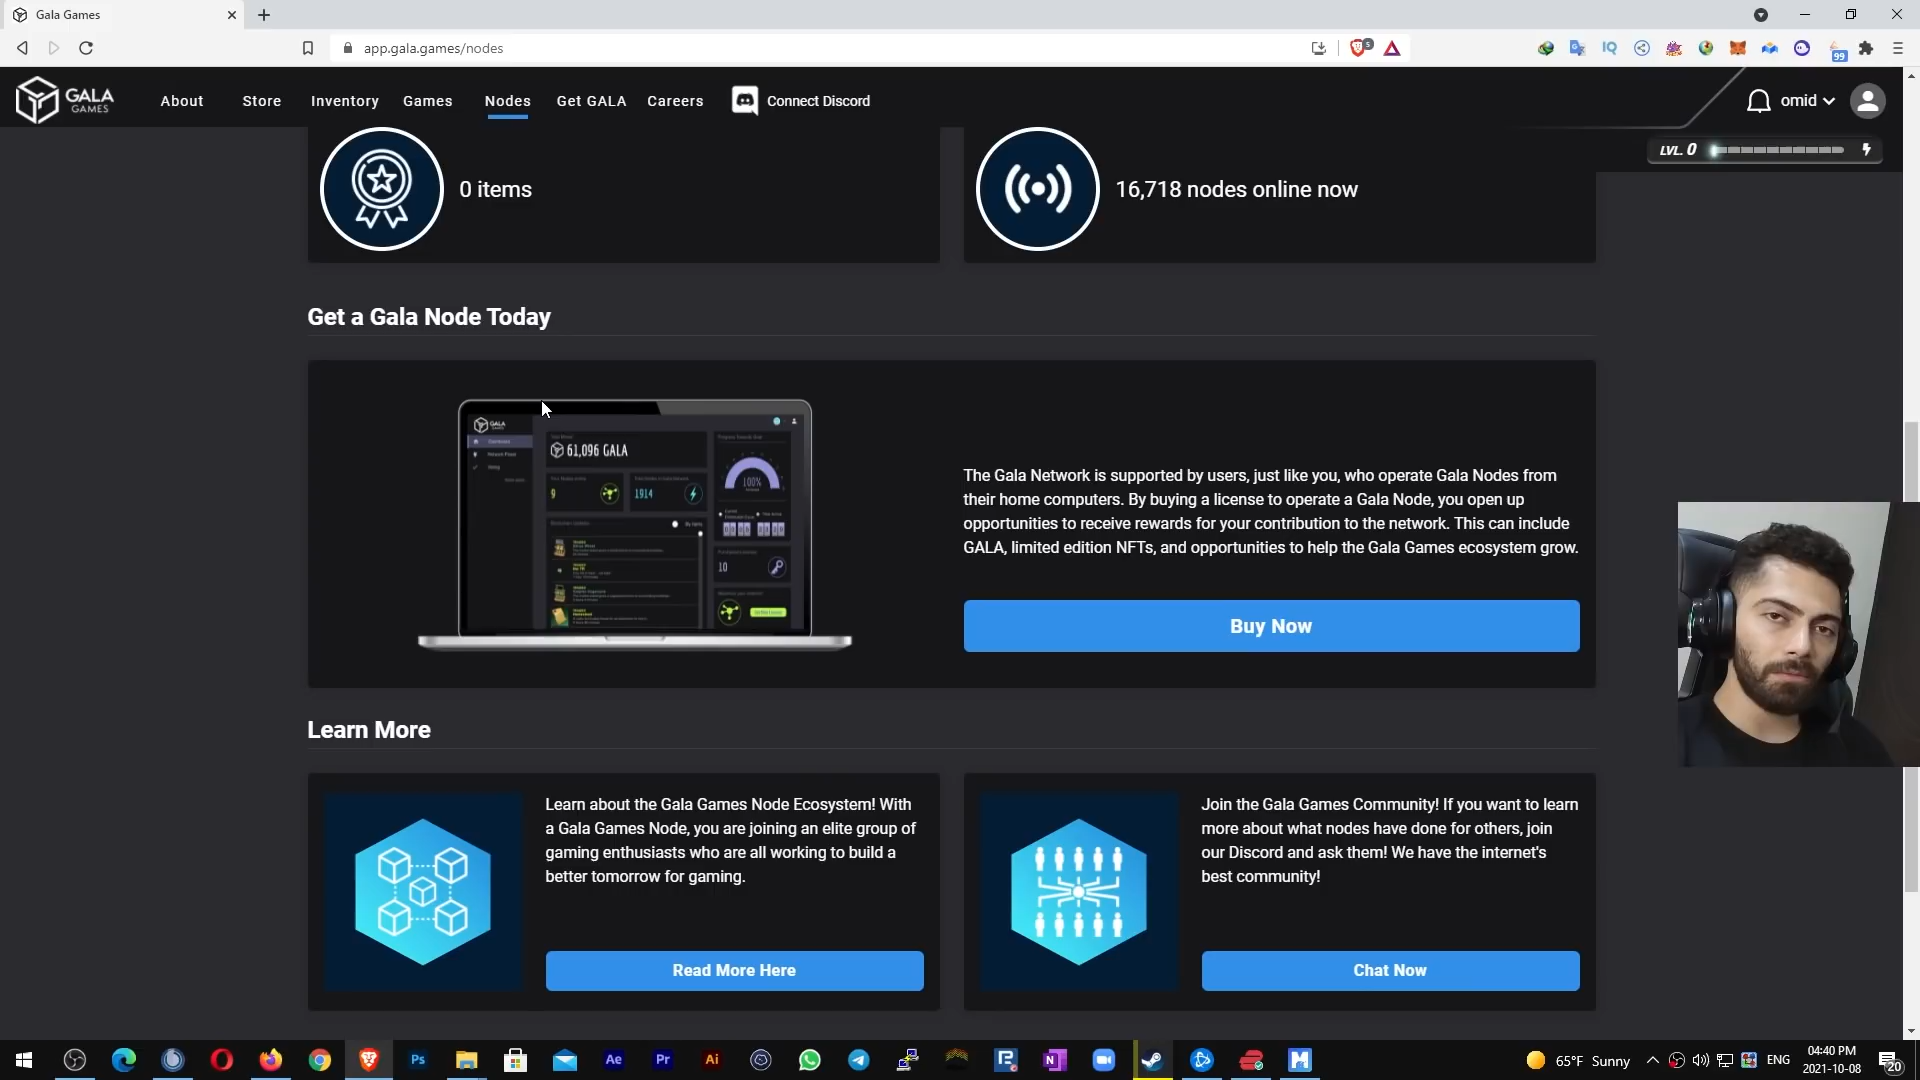 Gala Games
app.gala.games/nodes
5
IQ
99
GALA
GAMES
About
Store
Inventory
Games
Nodes
Get GALA
Careers
Connect Discord
omid
LVL. 0
0 items
16,718 nodes online now
Get a Gala Node Today
GALA
61,096 GALA
9
1914
100%
10
The Gala Network is supported by users, just like you, who operate Gala Nodes from
their home computers. By buying a license to operate a Gala Node, you open up
opportunities to receive rewards for your contribution to the network. This can include
GALA, limited edition NFTs, and opportunities to help the Gala Games ecosystem grow.
Buy Now
Learn More
Learn about the Gala Games Node Ecosystem! With
a Gala Games Node, you are joining an elite group of
gaming enthusiasts who are all working to build a
better tomorrow for gaming.
Read More Here
Join the Gala Games Community! If you want to learn
more about what nodes have done for others, join
our Discord and ask them! We have the internet's
best community!
Chat Now
Ps
Ae
Pr
Ai
N
M
65°F Sunny
ENG
04:40 PM
2021-10-08
20